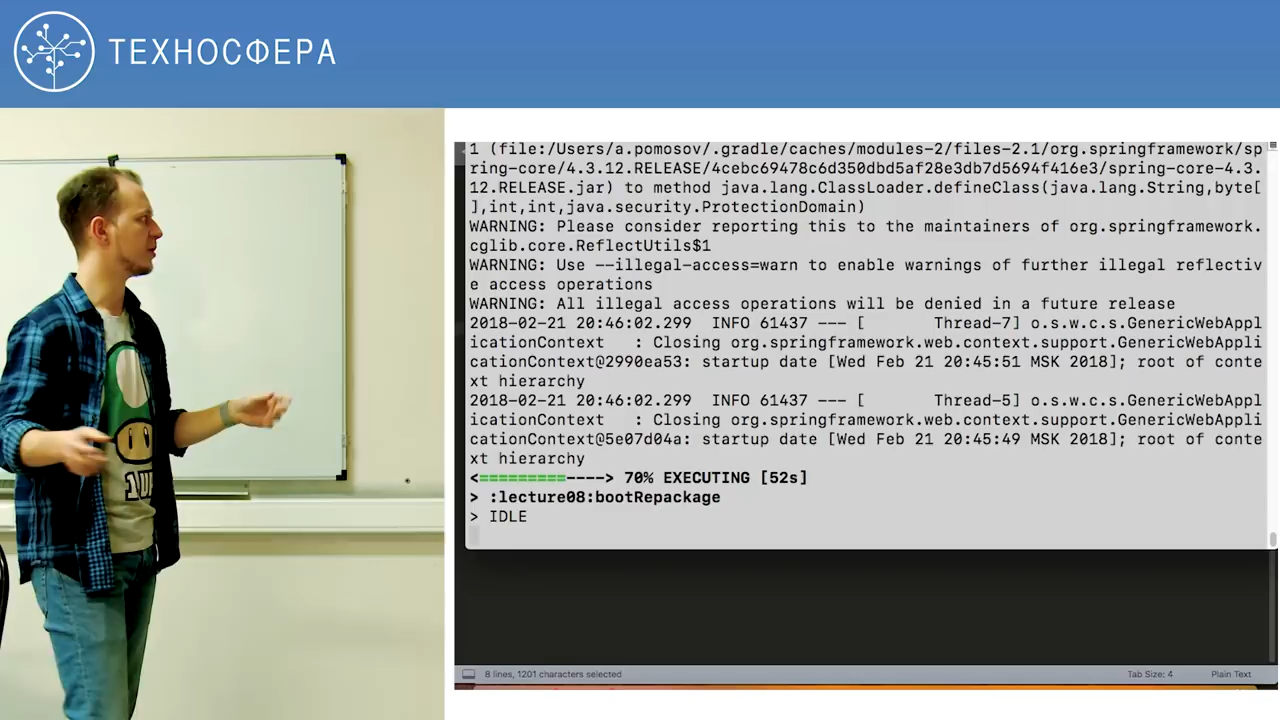 ТЕХНОСФЕРА
1 (file:/Users/a.pomosov/.gradle/caches/modules-2/files-2.1/org.springframework/sp
ring-core/4.3.12.RELEASE/4cebc69478c6d350dbd5af28e3db7d5694f416e3/spring-core-4.3.
12.RELEASE.jar) to method java.lang.ClassLoader.defineClass(java.lang.String,byte[
],int,int,java.security.ProtectionDomain)
WARNING: Please consider reporting this to the maintainers of org.springframework.
cglib.core.ReflectUtils$1
WARNING: Use --illegal-access=warn to enable warnings of further illegal reflectiv
e access operations
WARNING: All illegal access operations will be denied in a future release
2018-02-21 20:46:02.299  INFO 61437 --- [       Thread-7] o.s.w.c.s.GenericWebAppl
icationContext   : Closing org.springframework.web.context.support.GenericWebAppli
cationContext@2990ea53: startup date [Wed Feb 21 20:45:51 MSK 2018]; root of conte
xt hierarchy
2018-02-21 20:46:02.299  INFO 61437 --- [       Thread-5] o.s.w.c.s.GenericWebAppl
icationContext   : Closing org.springframework.web.context.support.GenericWebAppli
cationContext@5e07d04a: startup date [Wed Feb 21 20:45:49 MSK 2018]; root of conte
xt hierarchy
<=========----> 70% EXECUTING [52s]
> :lecture08:bootRepackage
> IDLE
8 lines, 1201 characters selected
Tab Size: 4
Plain Text
1UP